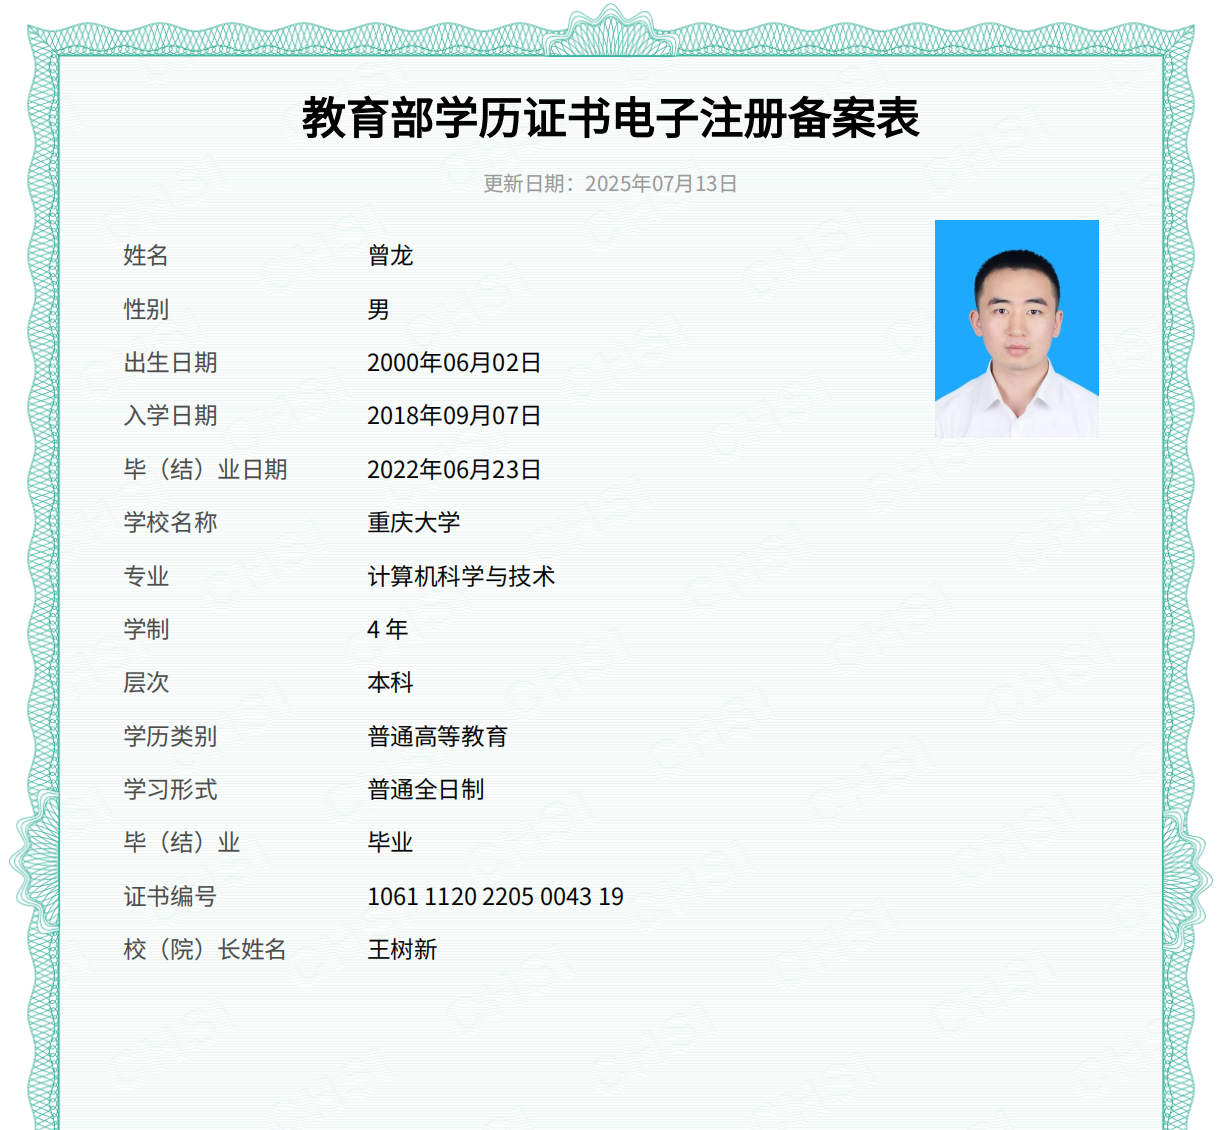 教育部学历证书电子注册备案表
更新日期：2025年07月13日
姓名 曾龙
性别 男
出生日期 2000年06月02日
入学日期 2018年09月07日
毕（结）业日期 2022年06月23日
学校名称 重庆大学
专业 计算机科学与技术
学制 4 年
层次 本科
学历类别 普通高等教育
学习形式 普通全日制
毕（结）业 毕业
证书编号 1061 1120 2205 0043 19
校（院）长姓名 王树新